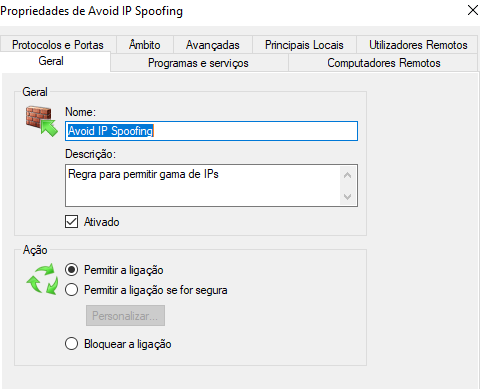 Propriedades de Avoid IP Spoofing
Protocolos e Portas Âmbito Avançadas Principais Locais Utilizadores Remotos
Geral Programas e serviços Computadores Remotos
Geral
Nome:
Avoid IP Spoofing
Descrição:
Regra para permitir gama de IPs
Ativado
Ação
Permitir a ligação
Permitir a ligação se for segura
Personalizar...
Bloquear a ligação